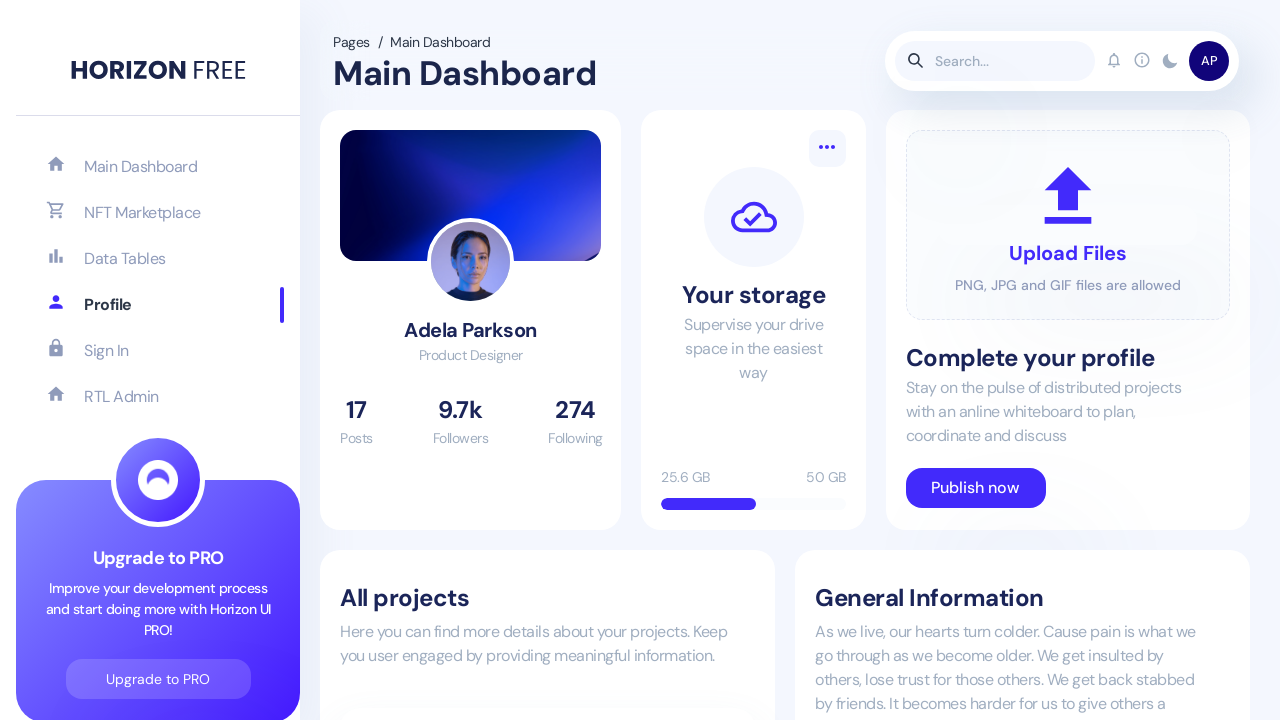 HORIZON FREE
Main Dashboard
NFT Marketplace
Data Tables
Profile
Sign In
RTL Admin
Upgrade to PRO
Improve your development process
and start doing more with Horizon UI
PRO!
Upgrade to PRO
Pages / Main Dashboard
Main Dashboard
Search...
AP
Adela Parkson
Product Designer
17
Posts
9.7k
Followers
274
Following
Your storage
Supervise your drive
space in the easiest
way
25.6 GB
50 GB
Upload Files
PNG, JPG and GIF files are allowed
Complete your profile
Stay on the pulse of distributed projects
with an anline whiteboard to plan,
coordinate and discuss
Publish now
All projects
Here you can find more details about your projects. Keep
you user engaged by providing meaningful information.
General Information
As we live, our hearts turn colder. Cause pain is what we
go through as we become older. We get insulted by
others, lose trust for those others. We get back stabbed
by friends. It becomes harder for us to give others a